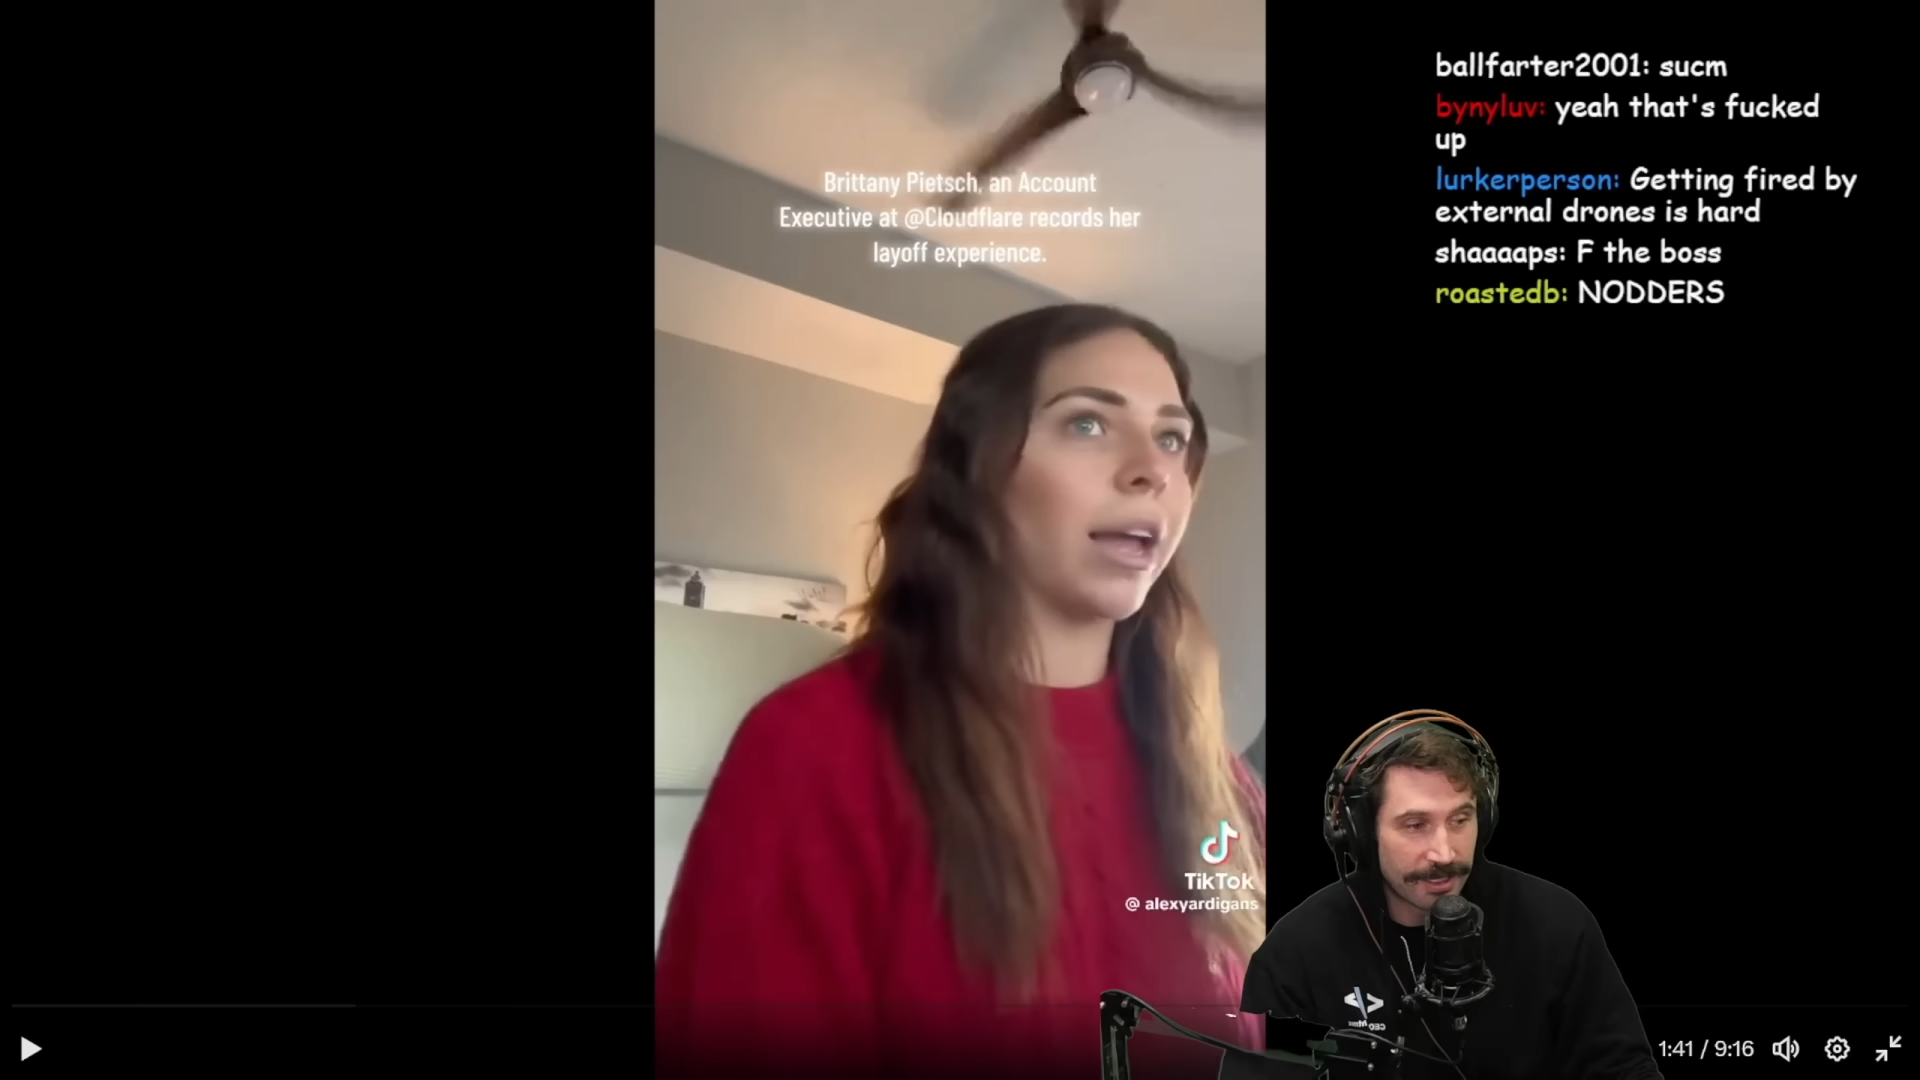 Brittany Pietsch, an Account
Executive at @Cloudflare records her
layoff experience.
ballfarter2001: sucm
bynyluv: yeah that's fucked
up
lurkerperson: Getting fired by
external drones is hard
shaaaaps: F the boss
roastedb: NODDERS
TikTok
@ alexyardigans
1:41 / 9:16